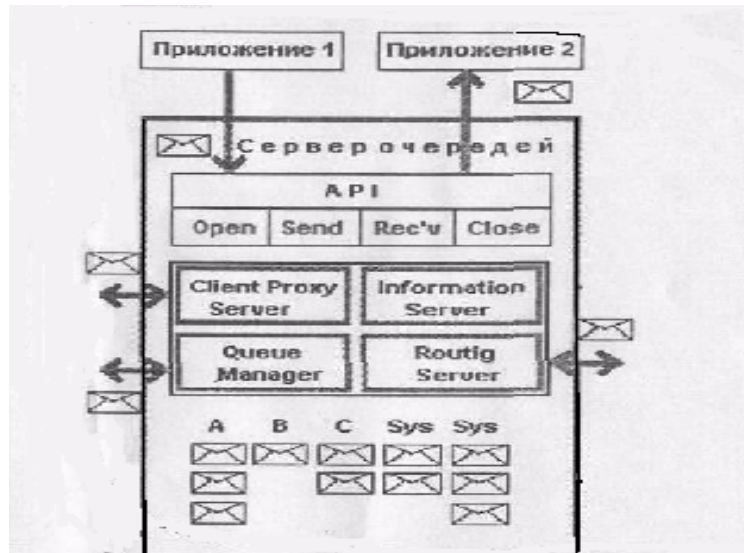 Приложение 1 Приложение 2
Сервер очередей
API
Open Send Rec'v Close
Client Proxy Server
Information Server
Queue Manager
Routig Server
A B C Sys Sys